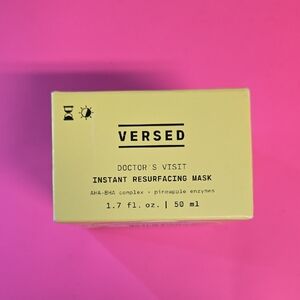 VERSED
DOCTOR'S VISIT
INSTANT RESURFACING MASK
AHA-BHA complex + pineapple enzymes
1.7 fl. oz. | 50 ml